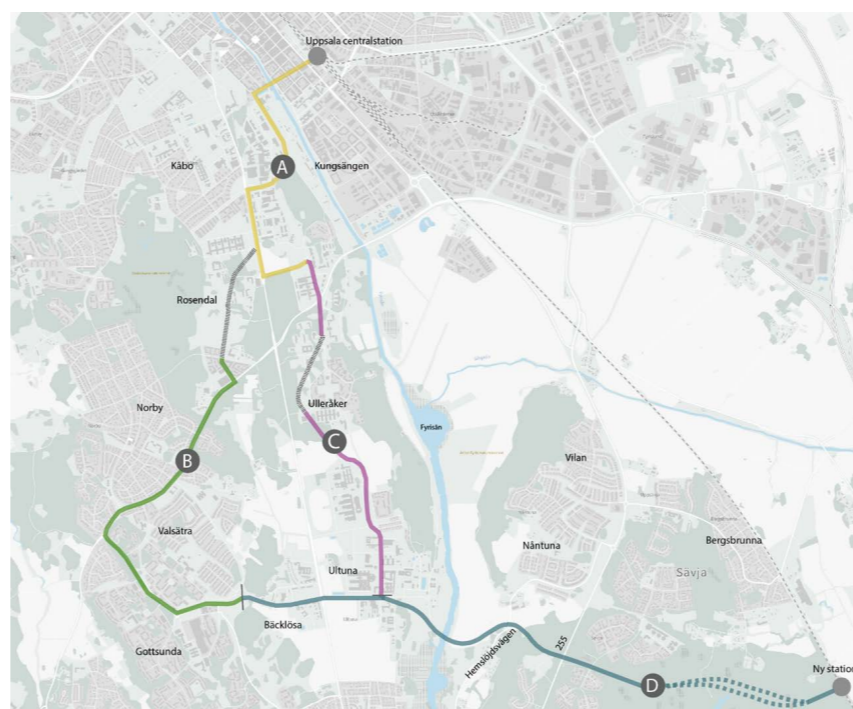 Uppsala centralstation
Kåbo
A
Kungsängen
Rosendal
Norby
Ulleråker
C
B
Fyrisån
Vilan
Valsätra
Nåntuna
Bergsbrunna
Sävja
Ultuna
Bäcklösa
Gottsunda
Hemslöjdsvägen
255
D
Ny station